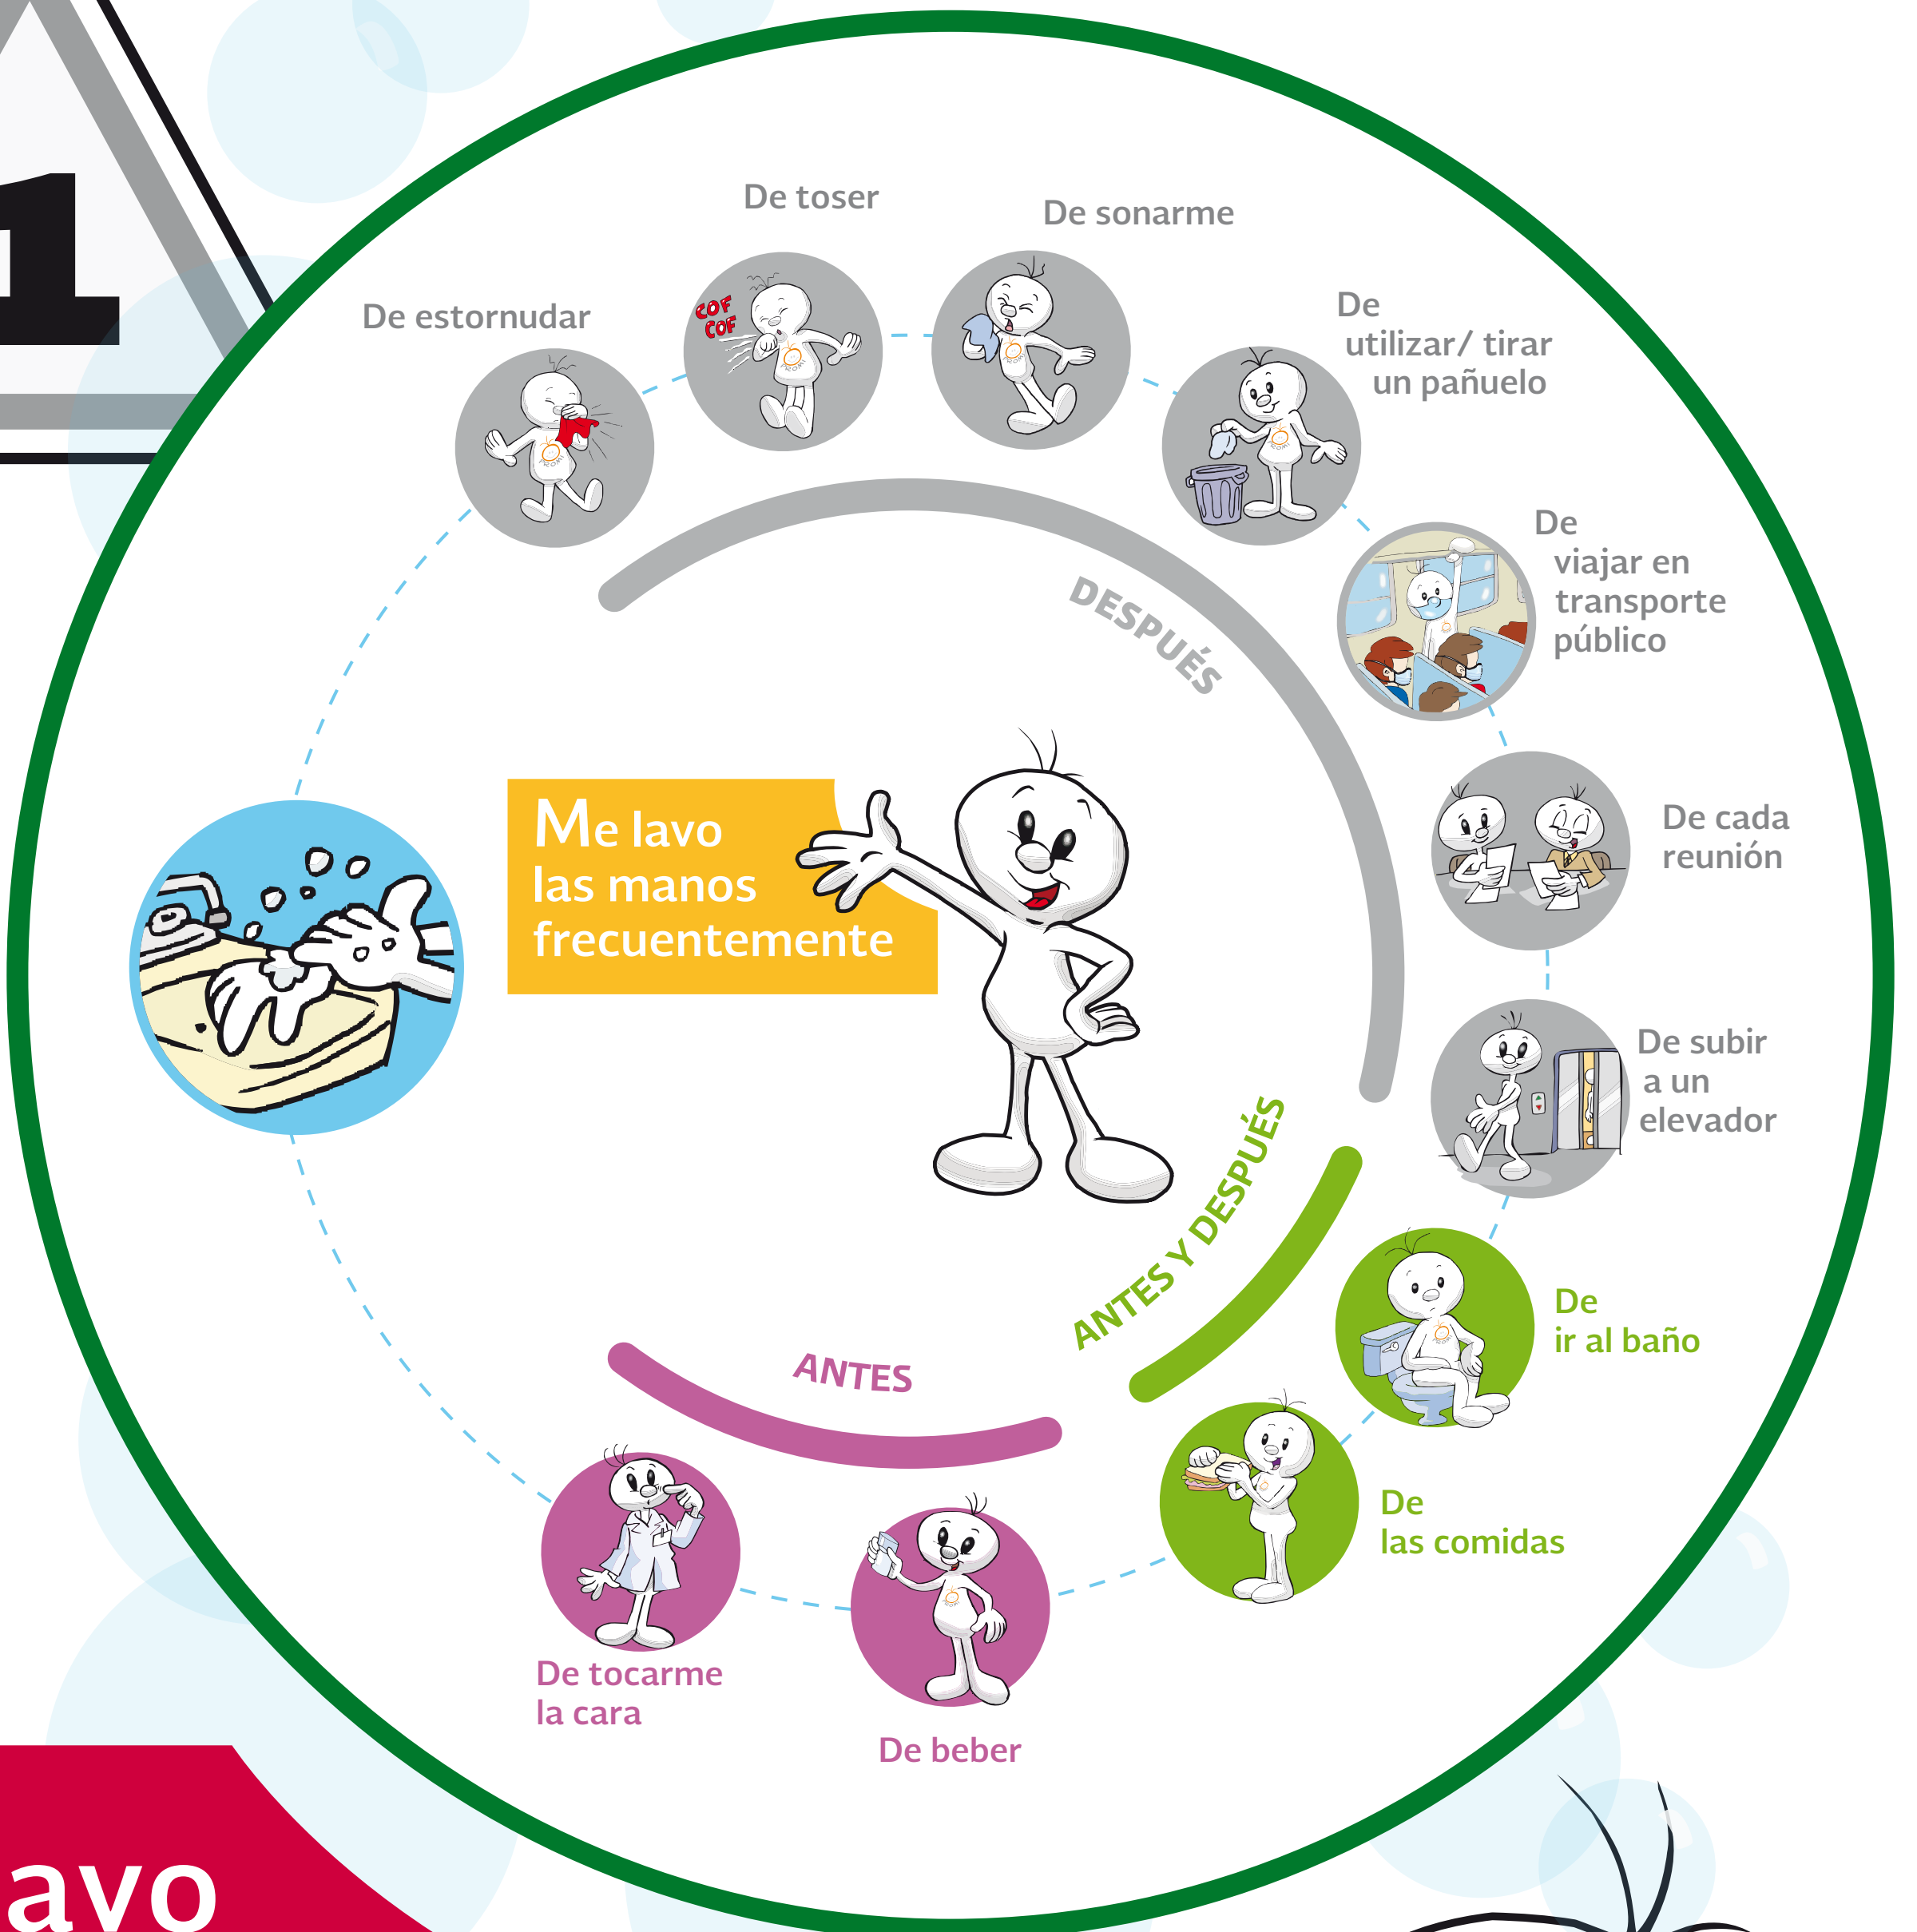 1
De toser
De sonarme
De estornudar
COF
COF
De
utilizar/ tirar
un pañuelo
De
viajar en
transporte
público
DESPUÉS
Me lavo
las manos
frecuentemente
De cada
reunión
De subir
a un
elevador
ANTES Y DESPUÉS
De
ir al baño
ANTES
De
las comidas
De tocarme
la cara
De beber
avo